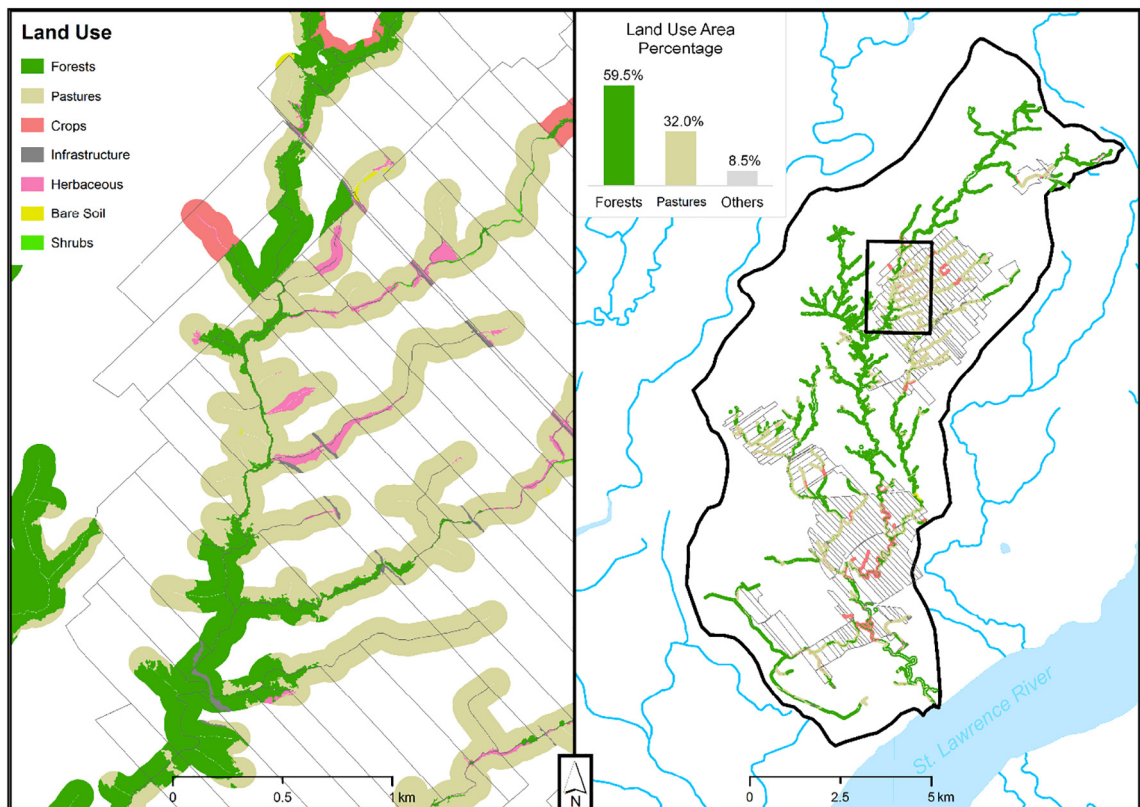 Land Use
Forests
Pastures
Crops
Infrastructure
Herbaceous
Bare Soil
Shrubs
0 0.5 1 km
N
Land Use Area
Percentage
59.5%
32.0%
8.5%
Forests Pastures Others
St. Lawrence River
0 2.5 5 km